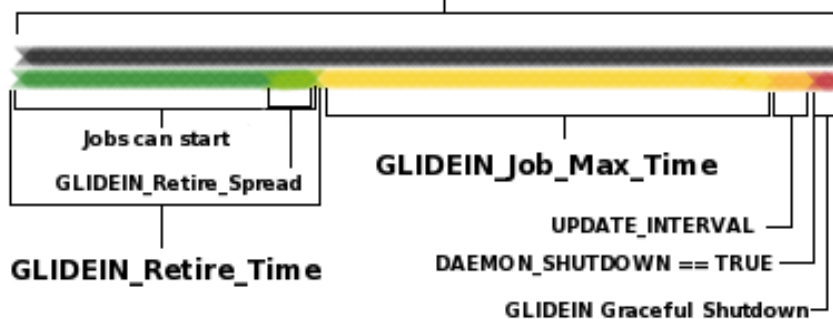 Jobs can start
GLIDEIN_Retire_Spread
GLIDEIN_Retire_Time
GLIDEIN_Job_Max_Time
UPDATE_INTERVAL
DAEMON_SHUTDOWN == TRUE
GLIDEIN Graceful Shutdown